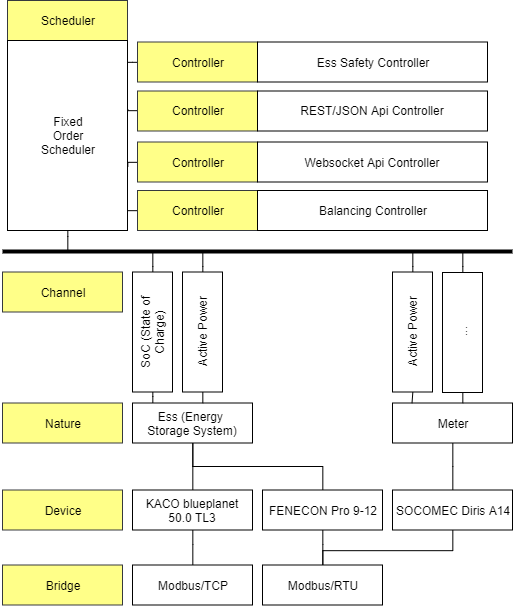 Scheduler
Fixed
Order
Scheduler
Controller
Ess Safety Controller
Controller
REST/JSON Api Controller
Controller
Websocket Api Controller
Controller
Balancing Controller
Channel
SoC (State of
Charge)
Active Power
Active Power
...
Nature
Ess (Energy
Storage System)
Meter
Device
KACO blueplanet
50.0 TL3
FENECON Pro 9-12
SOCOMEC Diris A14
Bridge
Modbus/TCP
Modbus/RTU